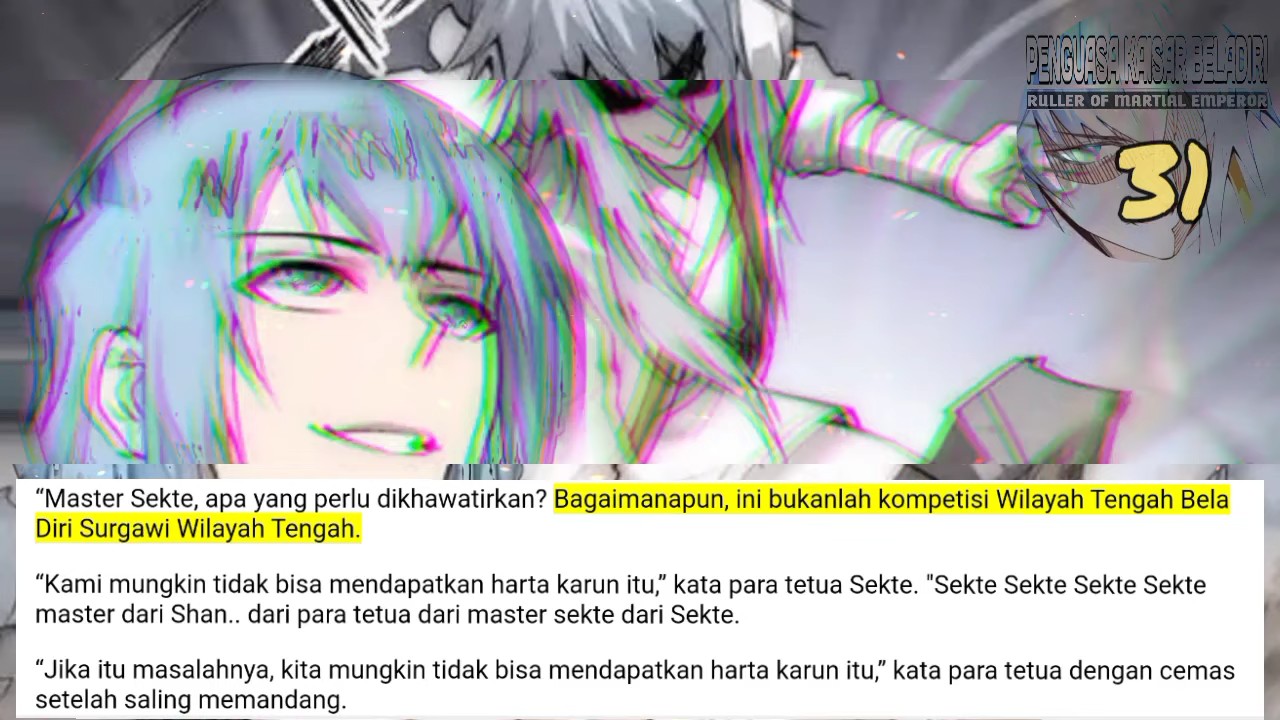 PENGUASA KAISAR BELADIRI
RULLER OF MARTIAL EMPEROR
31
“Master Sekte, apa yang perlu dikhawatirkan? Bagaimanapun, ini bukanlah kompetisi Wilayah Tengah Bela
Diri Surgawi Wilayah Tengah.
“Kami mungkin tidak bisa mendapatkan harta karun itu,” kata para tetua Sekte. "Sekte Sekte Sekte Sekte
master dari Shan.. dari para tetua dari master sekte dari Sekte.
“Jika itu masalahnya, kita mungkin tidak bisa mendapatkan harta karun itu,” kata para tetua dengan cemas
setelah saling memandang.